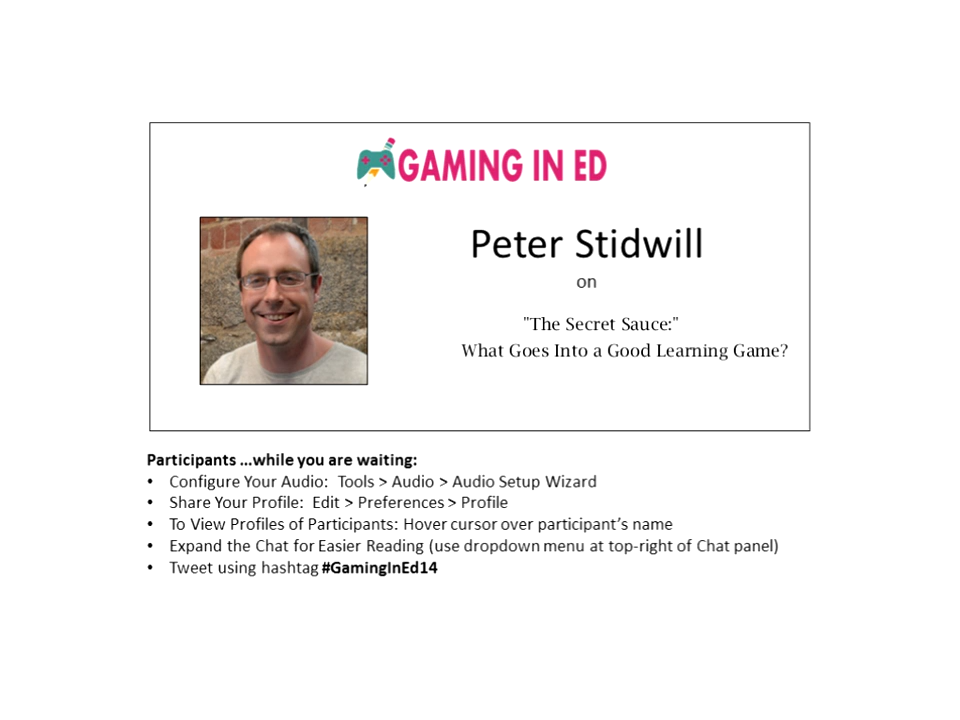 GAMING IN ED
Peter Stidwill
on
"The Secret Sauce:"
What Goes Into a Good Learning Game?
Participants ...while you are waiting:
• Configure Your Audio:  Tools > Audio > Audio Setup Wizard
• Share Your Profile:  Edit > Preferences > Profile
• To View Profiles of Participants: Hover cursor over participant's name
• Expand the Chat for Easier Reading (use dropdown menu at top-right of Chat panel)
• Tweet using hashtag #GamingInEd14